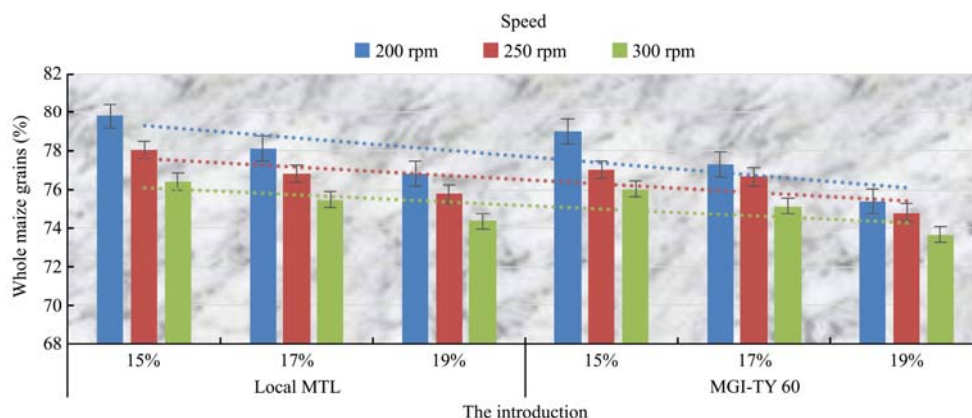 Speed
200 rpm 250 rpm 300 rpm
Whole maize grains (%)
82
80
78
76
74
72
70
68
15% 17% 19% 15% 17% 19%
Local MTL MGI-TY 60
The introduction